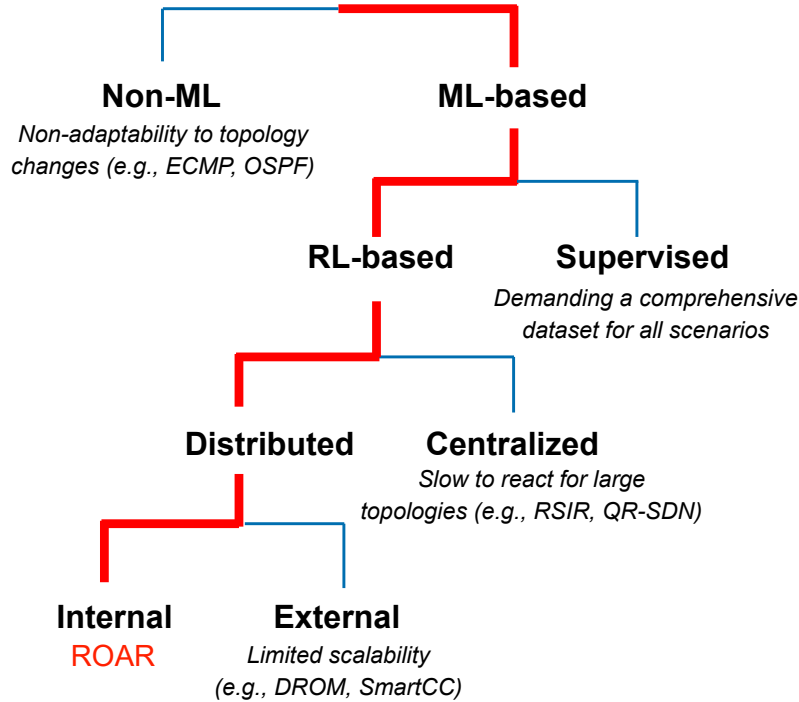 Non-ML
Non-adaptability to topology
changes (e.g., ECMP, OSPF)
ML-based
RL-based
Supervised
Demanding a comprehensive
dataset for all scenarios
Distributed
Centralized
Slow to react for large
topologies (e.g., RSIR, QR-SDN)
Internal
ROAR
External
Limited scalability
(e.g., DROM, SmartCC)